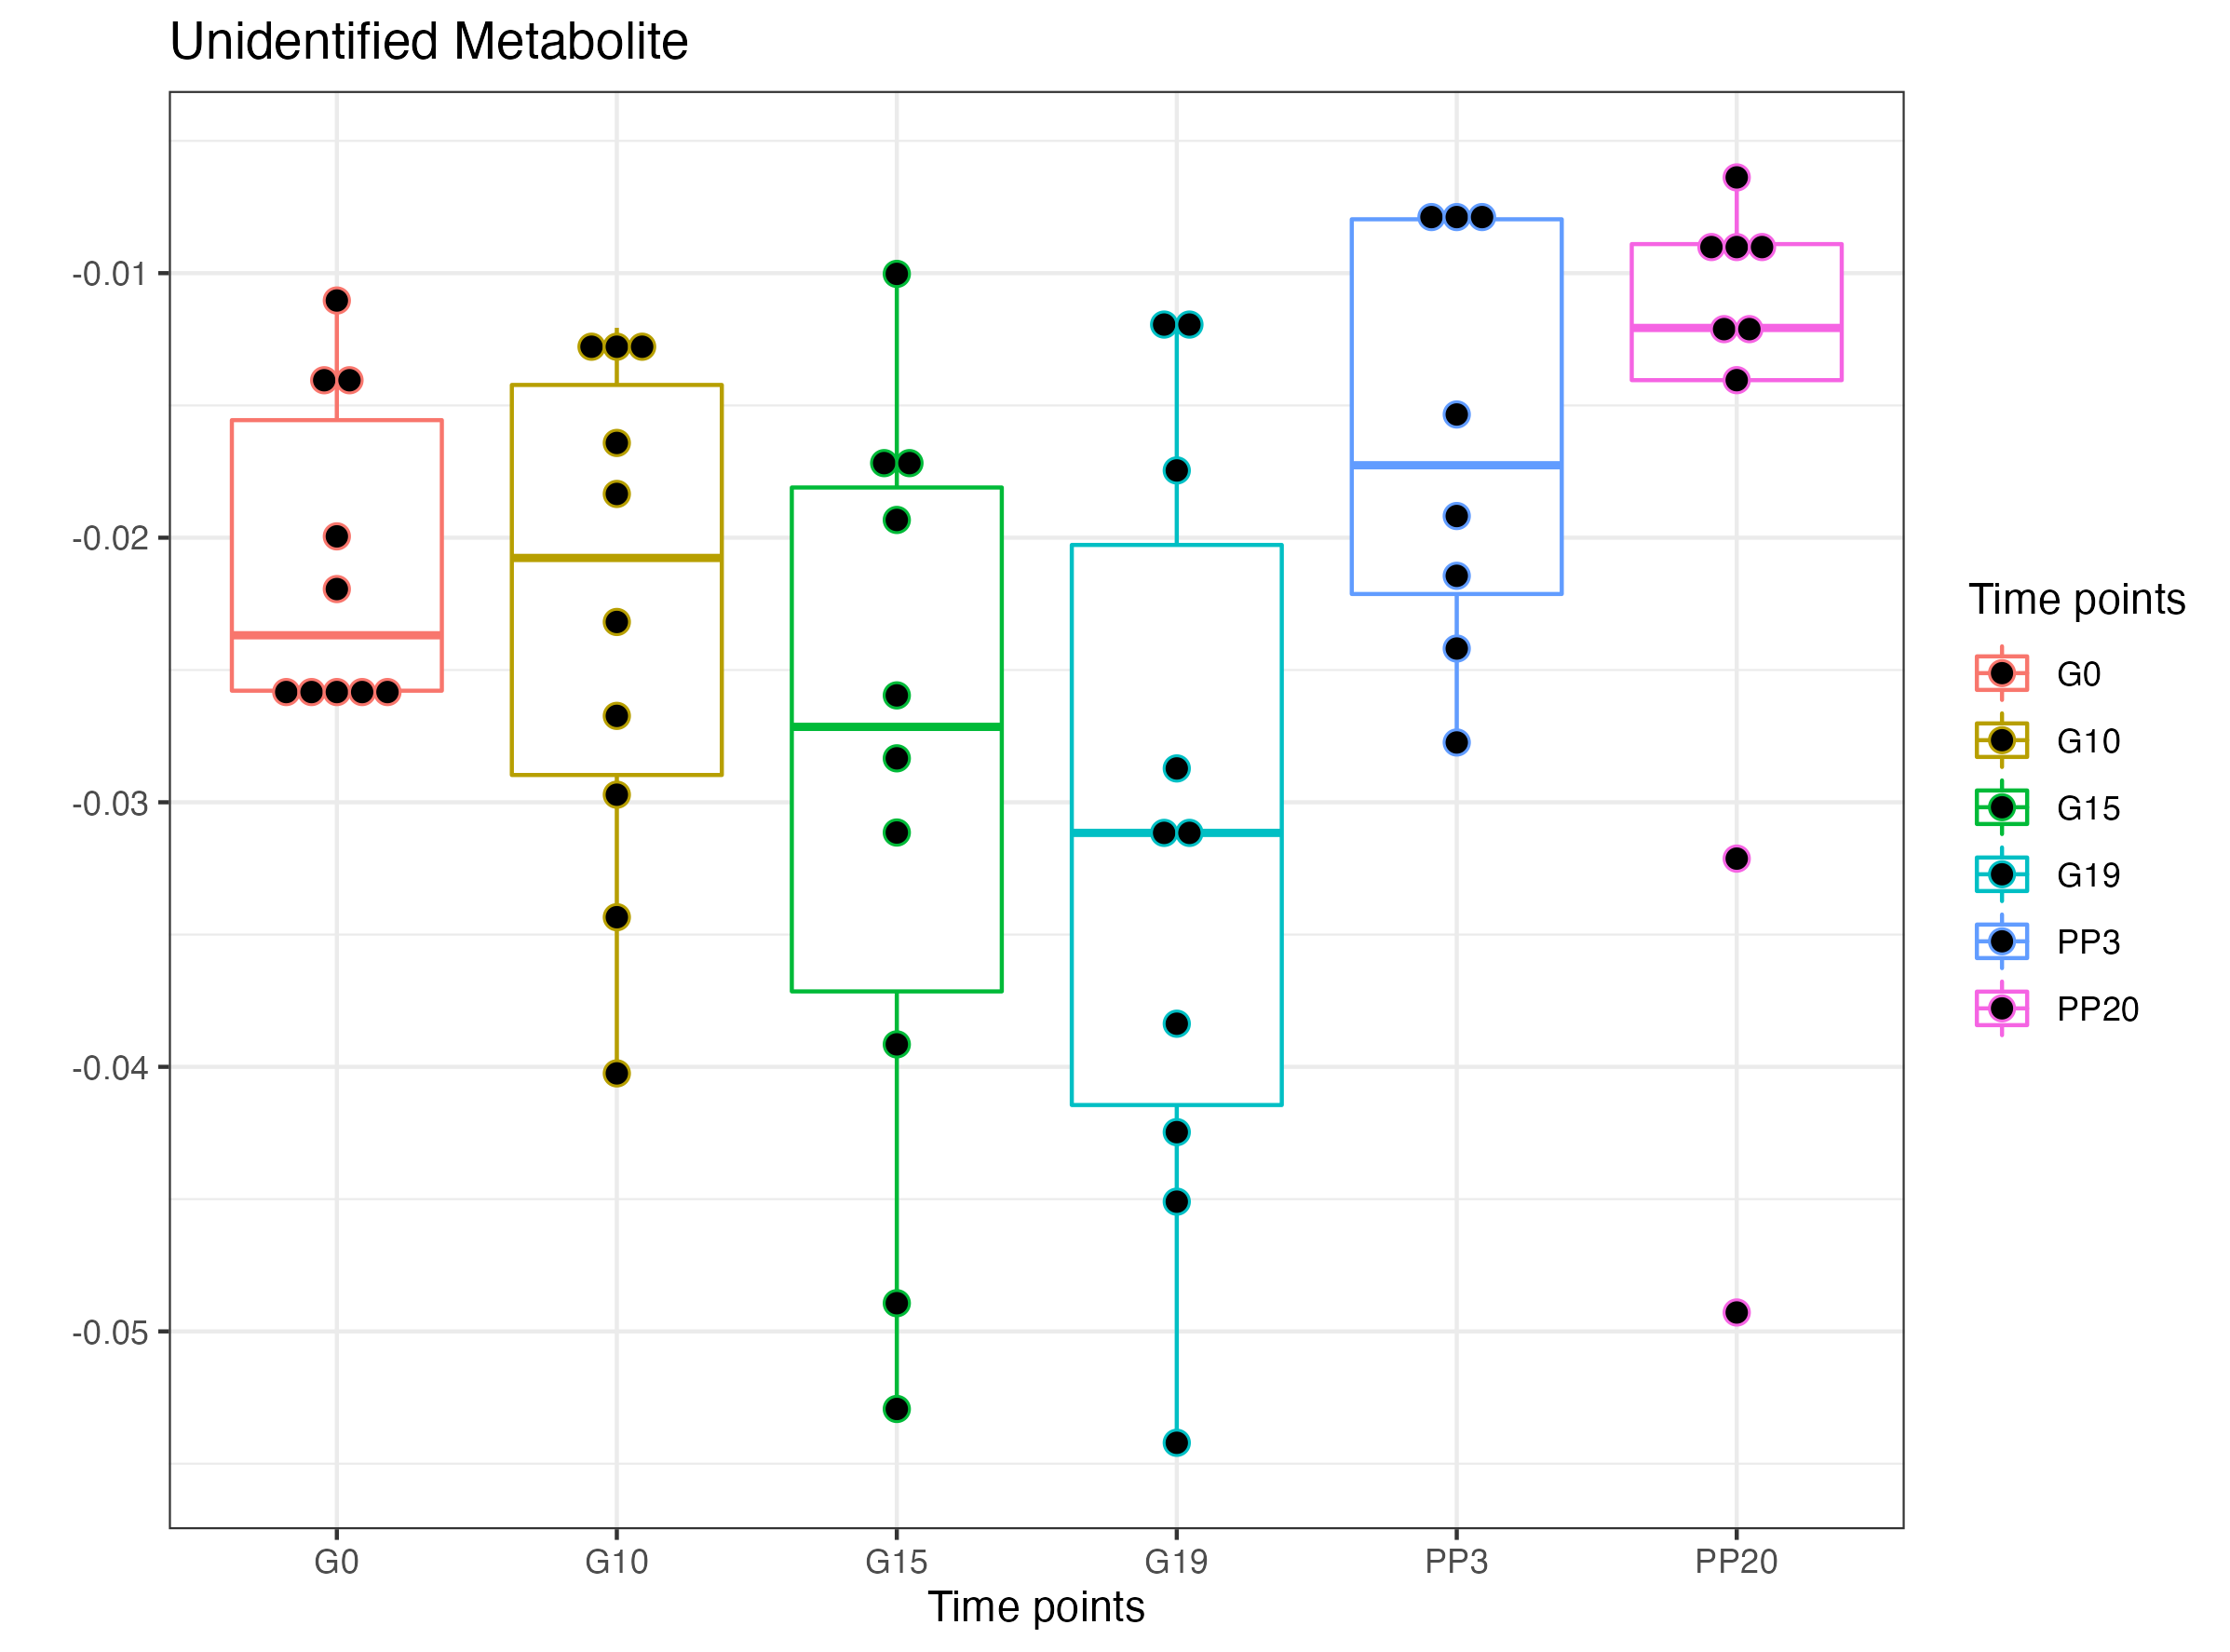 Unidentified Metabolite
-0.01
-0.02
-0.03
-0.04
-0.05
G0 G10 G15 G19 PP3 PP20
Time points
Time points
G0
G10
G15
G19
PP3
PP20